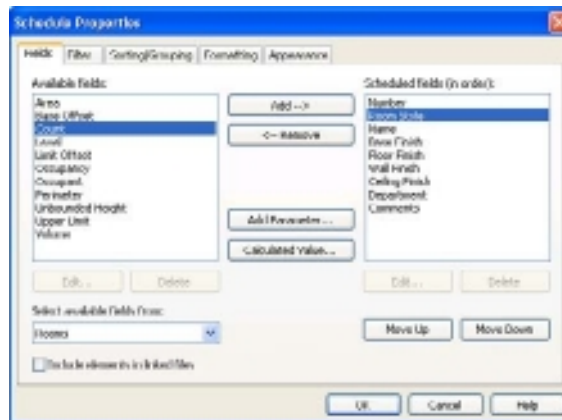 Schedule Properties
Fields Filter Sorting/Grouping Formatting Appearance
Available fields:
Area
Base Offset
Count
Level
Limit Offset
Occupancy
Occupant
Perimeter
Unbounded Height
Upper Limit
Volume
Add -->
<-- Remove
Add Parameter...
Calculated Value...
Scheduled fields (in order):
Number
Room Style
Name
Base Finish
Floor Finish
Wall Finish
Ceiling Finish
Department
Comments
Edit... Delete
Edit... Delete
Select available fields from:
Rooms
Move Up Move Down
Include elements in linked files
OK Cancel Help